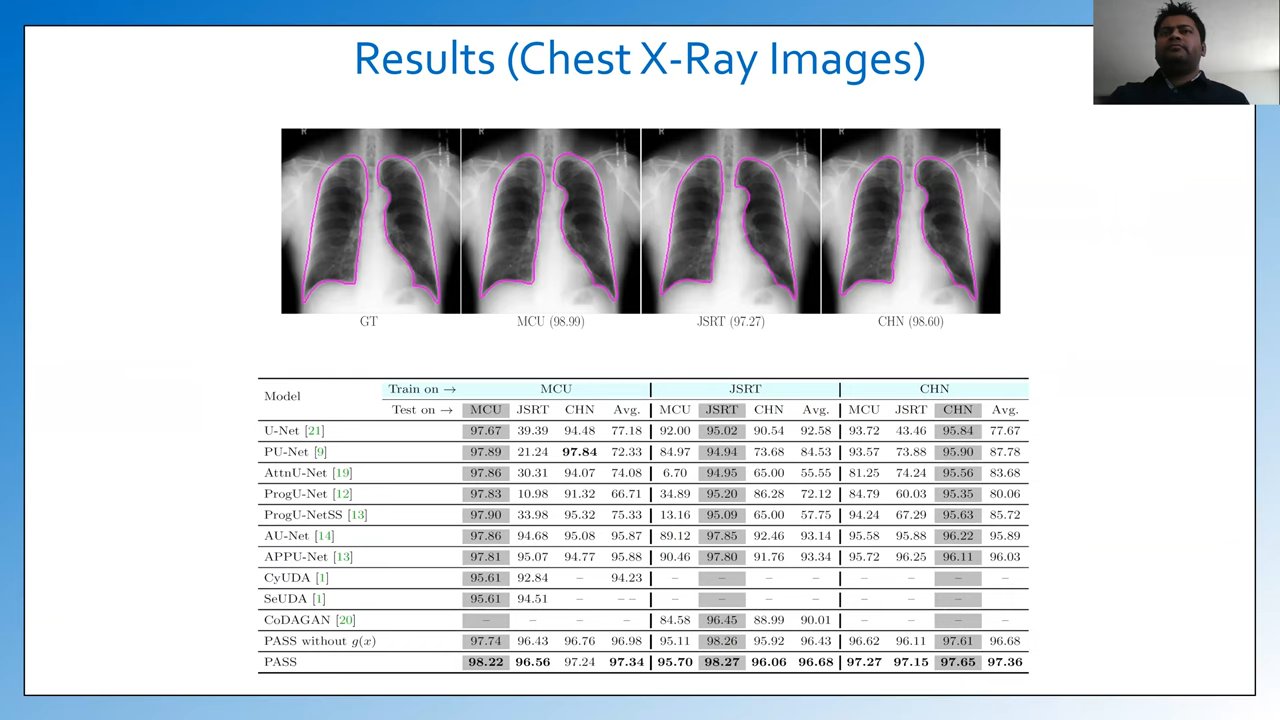 Results (Chest X-Ray Images)
R R R R
GT MCU (98.99) JSRT (97.27) CHN (98.60)
Model Train on → MCU JSRT CHN
Test on → MCU JSRT CHN Avg. MCU JSRT CHN Avg. MCU JSRT CHN Avg.
U-Net [21] 97.67 39.39 94.48 77.18 92.00 95.02 90.54 92.58 93.72 43.46 95.84 77.67
PU-Net [9] 97.89 21.24 97.84 72.33 84.97 94.94 73.68 84.53 93.57 73.88 95.90 87.78
AttnU-Net [19] 97.86 30.31 94.07 74.08 6.70 94.95 65.00 55.55 81.25 74.24 95.56 83.68
ProgU-Net [12] 97.83 10.98 91.32 66.71 34.89 95.20 86.28 72.12 84.79 60.03 95.35 80.06
ProgU-NetSS [13] 97.90 33.98 95.32 75.33 13.16 95.09 65.00 57.75 94.24 67.29 95.63 85.72
AU-Net [14] 97.86 94.68 95.08 95.87 89.12 97.85 92.46 93.14 95.58 95.88 96.22 95.89
APPU-Net [13] 97.81 95.07 94.77 95.88 90.46 97.80 91.76 93.34 95.72 96.25 96.11 96.03
CyUDA [1] 95.61 92.84 – 94.23 – – – – – – – –
SeUDA [1] 95.61 94.51 – – – – – – – – – –
CoDAGAN [20] – – – – 84.58 96.45 88.99 90.01 – – – –
PASS without g(x) 97.74 96.43 96.76 96.98 95.11 98.26 95.92 96.43 96.62 96.11 97.61 96.68
PASS 98.22 96.56 97.24 97.34 95.70 98.27 96.06 96.68 97.27 97.15 97.65 97.36